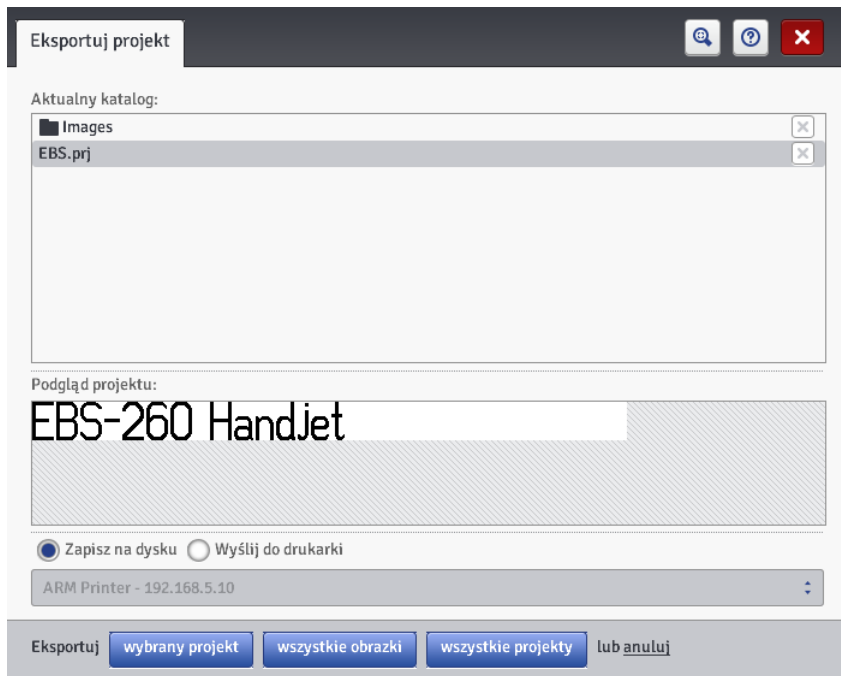 Eksportuj projekt
Aktualny katalog:
Images
EBS.prj
Podgląd projektu:
EBS-260 Handjet
Zapisz na dysku Wyślij do drukarki
ARM Printer - 192.168.5.10
Eksportuj wybrany projekt wszystkie obrazki wszystkie projekty lub anuluj